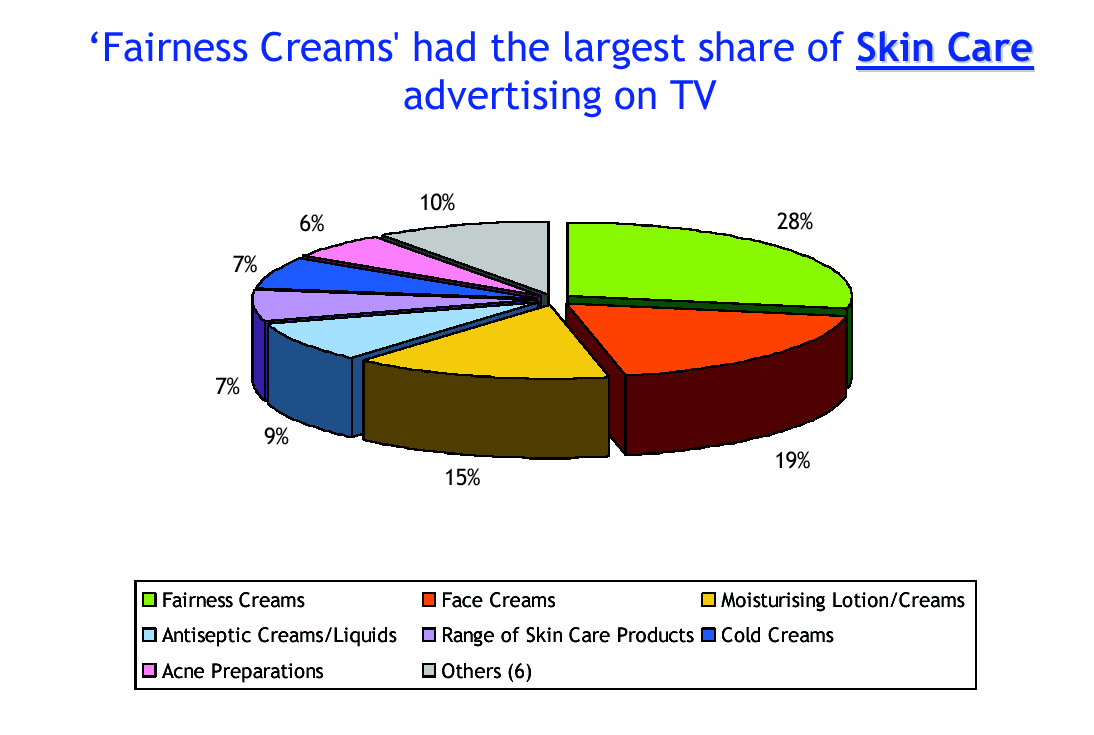 ‘Fairness Creams' had the largest share of Skin Care
advertising on TV
10%
28%
6%
7%
7%
9%
15%
19%
Fairness Creams Face Creams Moisturising Lotion/Creams
Antiseptic Creams/Liquids Range of Skin Care Products Cold Creams
Acne Preparations Others (6)